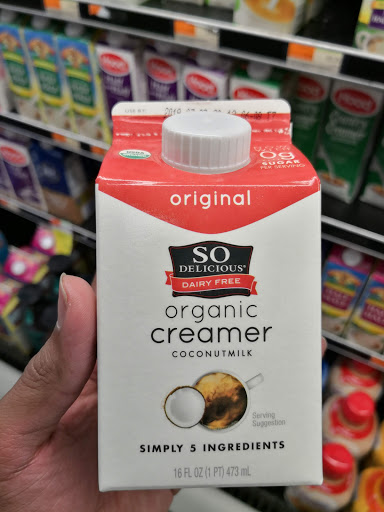 0g
SUGAR
PER SERVING
original
SO
DELICIOUS®
DAIRY FREE
organic
creamer
COCONUTMILK
Serving
Suggestion
SIMPLY 5 INGREDIENTS
16 FL OZ (1 PT) 473 mL